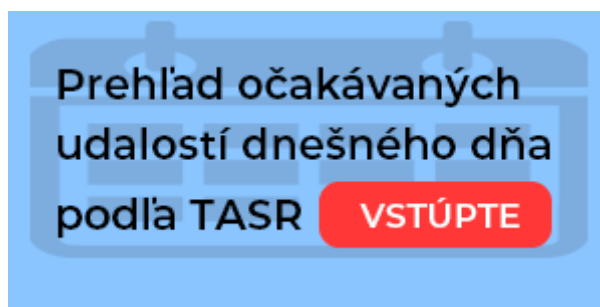 Prehľad očakávaných
udalostí dnešného dňa
podľa TASR VSTÚPTE